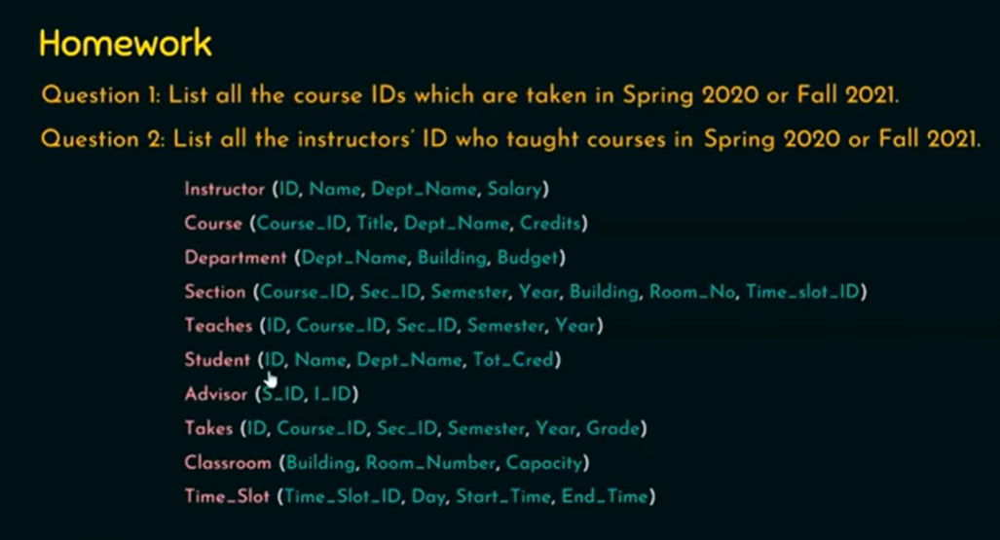 Homework
Question 1: List all the course IDs which are taken in Spring 2020 or Fall 2021.
Question 2: List all the instructors' ID who taught courses in Spring 2020 or Fall 2021.
Instructor (ID, Name, Dept_Name, Salary)
Course (Course_ID, Title, Dept_Name, Credits)
Department (Dept_Name, Building, Budget)
Section (Course_ID, Sec_ID, Semester, Year, Building, Room_No, Time_slot_ID)
Teaches (ID, Course_ID, Sec_ID, Semester, Year)
Student (ID, Name, Dept_Name, Tot_Cred)
Advisor (S_ID, I_ID)
Takes (ID, Course_ID, Sec_ID, Semester, Year, Grade)
Classroom (Building, Room_Number, Capacity)
Time_Slot (Time_Slot_ID, Day, Start_Time, End_Time)